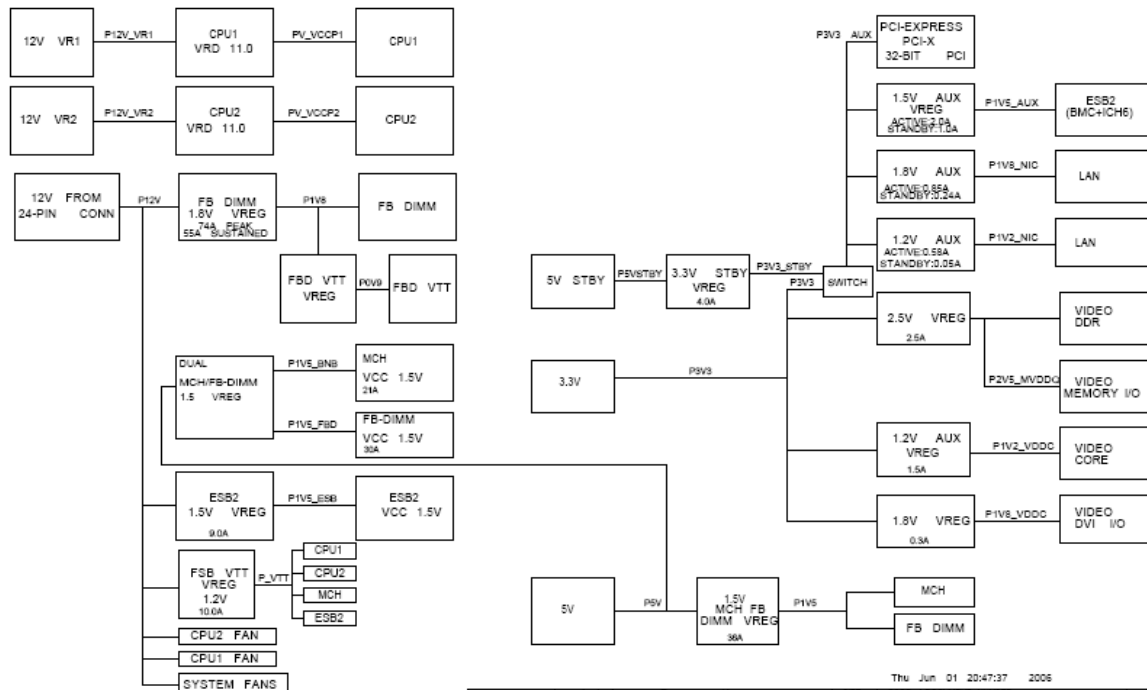 12V VR1
P12V_VR1
CPU1
VRD 11.0
PV_VCCP1
CPU1
12V VR2
P12V_VR2
CPU2
VRD 11.0
PV_VCCP2
CPU2
12V FROM
24-PIN CONN
P12V
FB DIMM
1.8V VREG
74A PEAK
55A SUSTAINED
P1V8
FB DIMM
FBD VTT
VREG
P0V9
FBD VTT
DUAL
MCH/FB-DIMM
1.5 VREG
P1V5_BNB
MCH
VCC 1.5V
21A
P1V5_FBD
FB-DIMM
VCC 1.5V
30A
ESB2
1.5V VREG
9.0A
P1V5_ESB
ESB2
VCC 1.5V
FSB VTT
VREG
1.2V
10.0A
P_VTT
CPU1
CPU2
MCH
ESB2
CPU2 FAN
CPU1 FAN
SYSTEM FANS
P3V3 AUX
PCI-EXPRESS
PCI-X
32-BIT PCI
1.5V AUX
VREG
ACTIVE:2.0A
STANDBY:1.0A
P1V5_AUX
ESB2
(BMC+ICH6)
1.8V AUX
ACTIVE:0.85A
STANDBY:0.24A
P1V8_NIC
LAN
1.2V AUX
ACTIVE:0.58A
STANDBY:0.05A
P1V2_NIC
LAN
5V STBY
P5VSTBY
3.3V STBY
VREG
4.0A
P3V3_STBY
P3V3
SWITCH
2.5V VREG
2.5A
VIDEO
DDR
P2V5_MVDDQ
VIDEO
MEMORY I/O
3.3V
P3V3
1.2V AUX
VREG
1.5A
P1V2_VDDC
VIDEO
CORE
1.8V VREG
0.3A
P1V8_VDDC
VIDEO
DVI I/O
5V
P5V
1.5V
MCH FB
DIMM VREG
36A
P1V5
MCH
FB DIMM
Thu Jun 01 20:47:37 2006